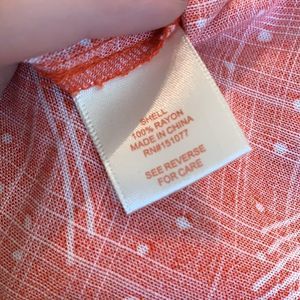 SHELL
100% RAYON
MADE IN CHINA
RN#151077
SEE REVERSE
FOR CARE